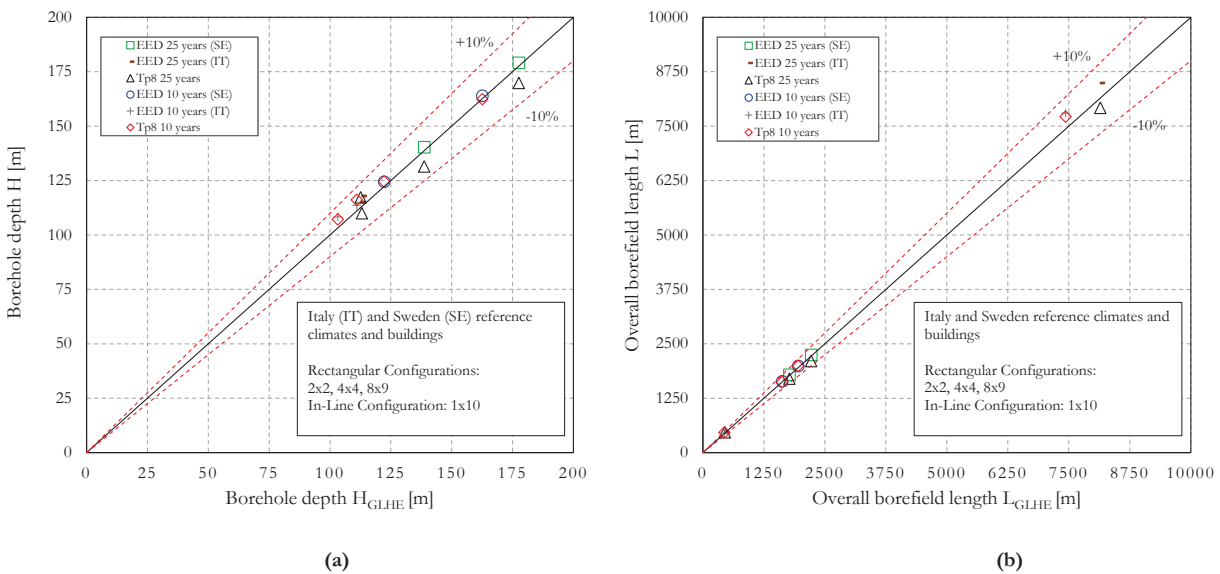 200
175
150
125
100
75
50
25
0
Borehole depth H [m]
EED 25 years (SE)
EED 25 years (IT)
Tp8 25 years
EED 10 years (SE)
EED 10 years (IT)
Tp8 10 years
+10%
-10%
Italy (IT) and Sweden (SE) reference
climates and buildings
Rectangular Configurations:
2x2, 4x4, 8x9
In-Line Configuration: 1x10
0 25 50 75 100 125 150 175 200
Borehole depth H_GLHE [m]
(a)
10000
8750
7500
6250
5000
3750
2500
1250
0
Overall borefield length L [m]
EED 25 years (SE)
EED 25 years (IT)
Tp8 25 years
EED 10 years (SE)
EED 10 years (IT)
Tp8 10 years
+10%
-10%
Italy and Sweden reference climates and
buildings
Rectangular Configurations:
2x2, 4x4, 8x9
In-Line Configuration: 1x10
0 1250 2500 3750 5000 6250 7500 8750 10000
Overall borefield length L_GLHE [m]
(b)